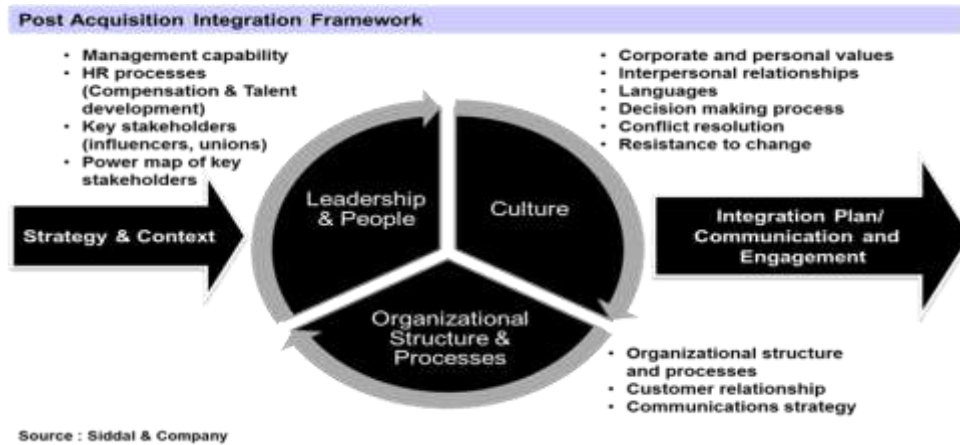 Post Acquisition Integration Framework
• Management capability
• HR processes
(Compensation & Talent
development)
• Key stakeholders
(influencers, unions)
• Power map of key
stakeholders
• Corporate and personal values
• Interpersonal relationships
• Languages
• Decision making process
• Conflict resolution
• Resistance to change
Strategy & Context
Leadership
& People
Culture
Organizational
Structure &
Processes
Integration Plan/
Communication and
Engagement
• Organizational structure
and processes
• Customer relationship
• Communications strategy
Source : Siddal & Company